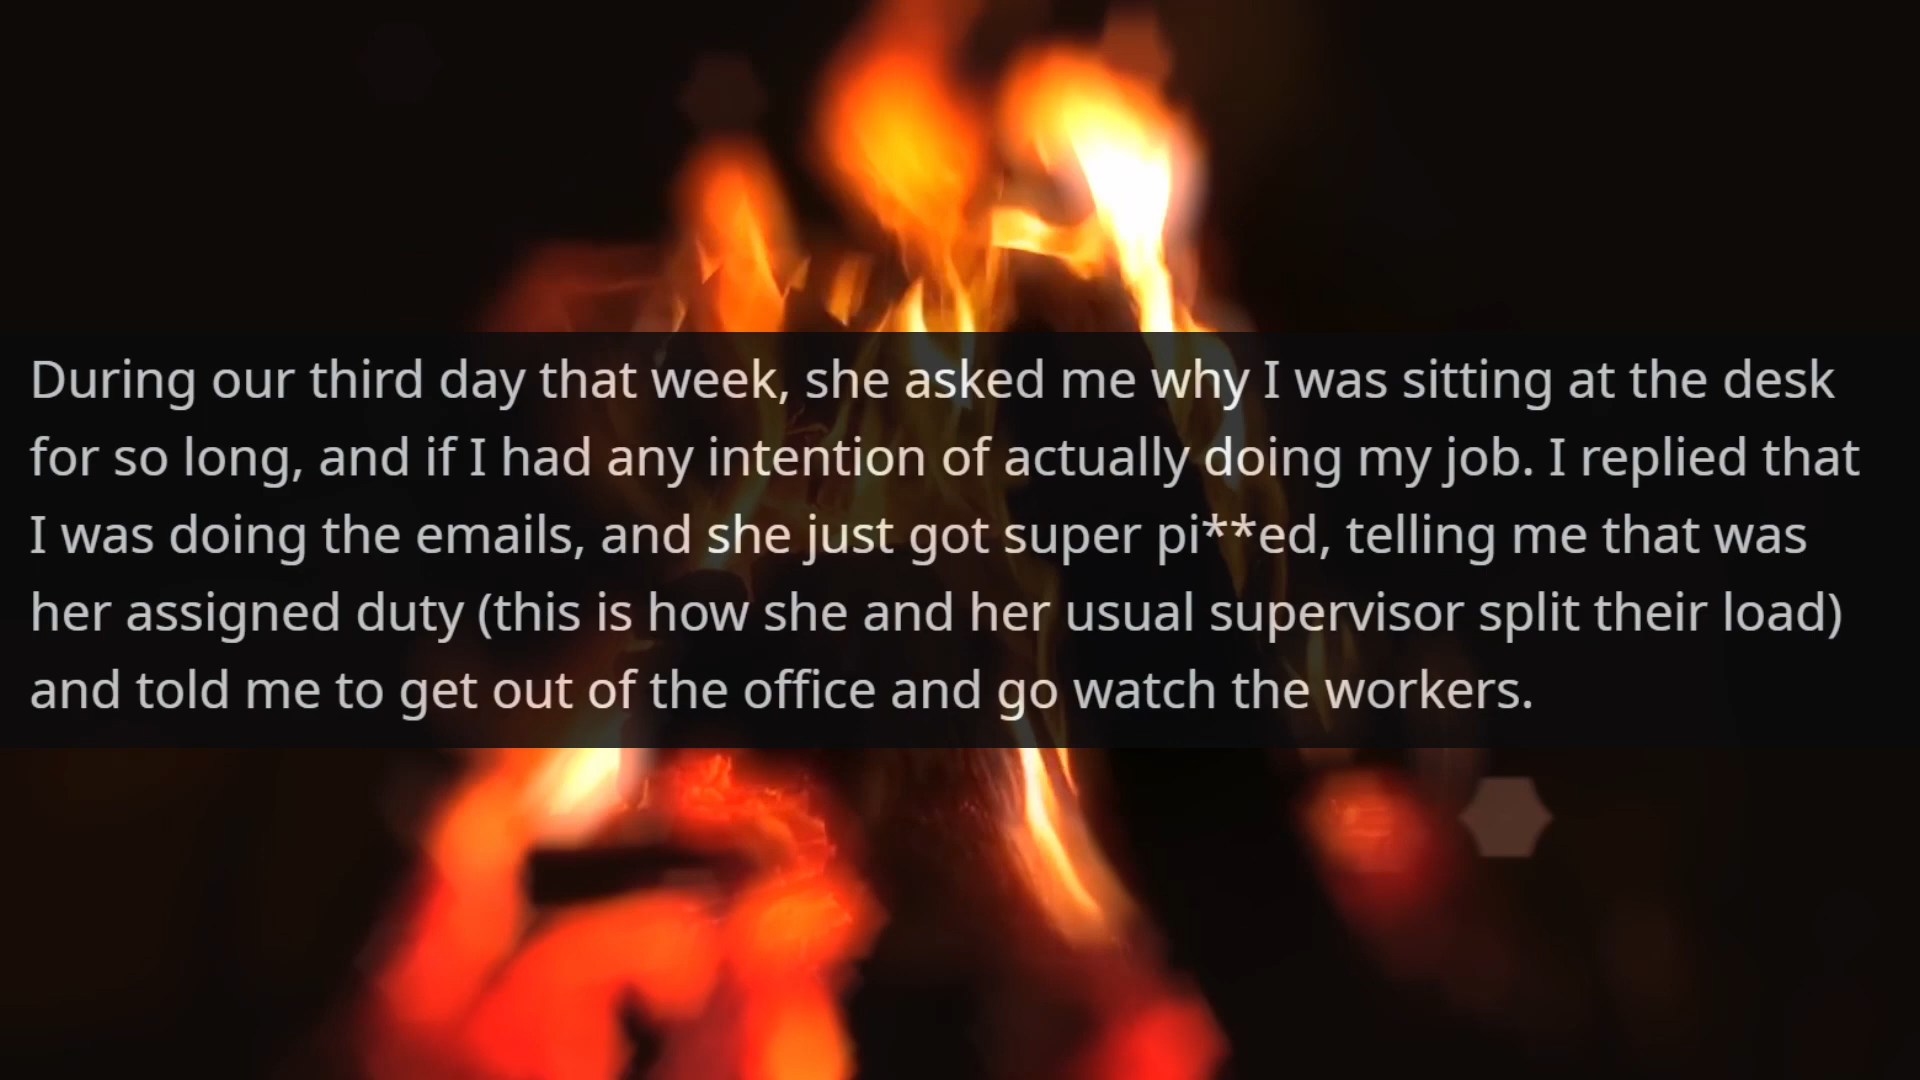 During our third day that week, she asked me why I was sitting at the desk
for so long, and if I had any intention of actually doing my job. I replied that
I was doing the emails, and she just got super pi**ed, telling me that was
her assigned duty (this is how she and her usual supervisor split their load)
and told me to get out of the office and go watch the workers.